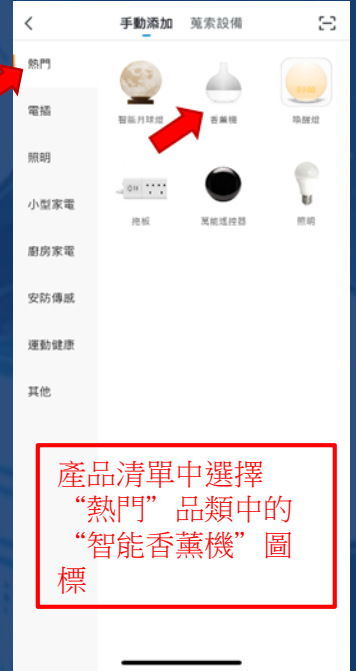 手動添加 蒐索設備
熱門
電插
照明
小型家電
廚房家電
安防傳感
運動健康
其他
智能月球燈 香薰機 喚醒燈
拖板 萬能遙控器 照明
產品清單中選擇
“熱門”品類中的
“智能香薰機”圖
標